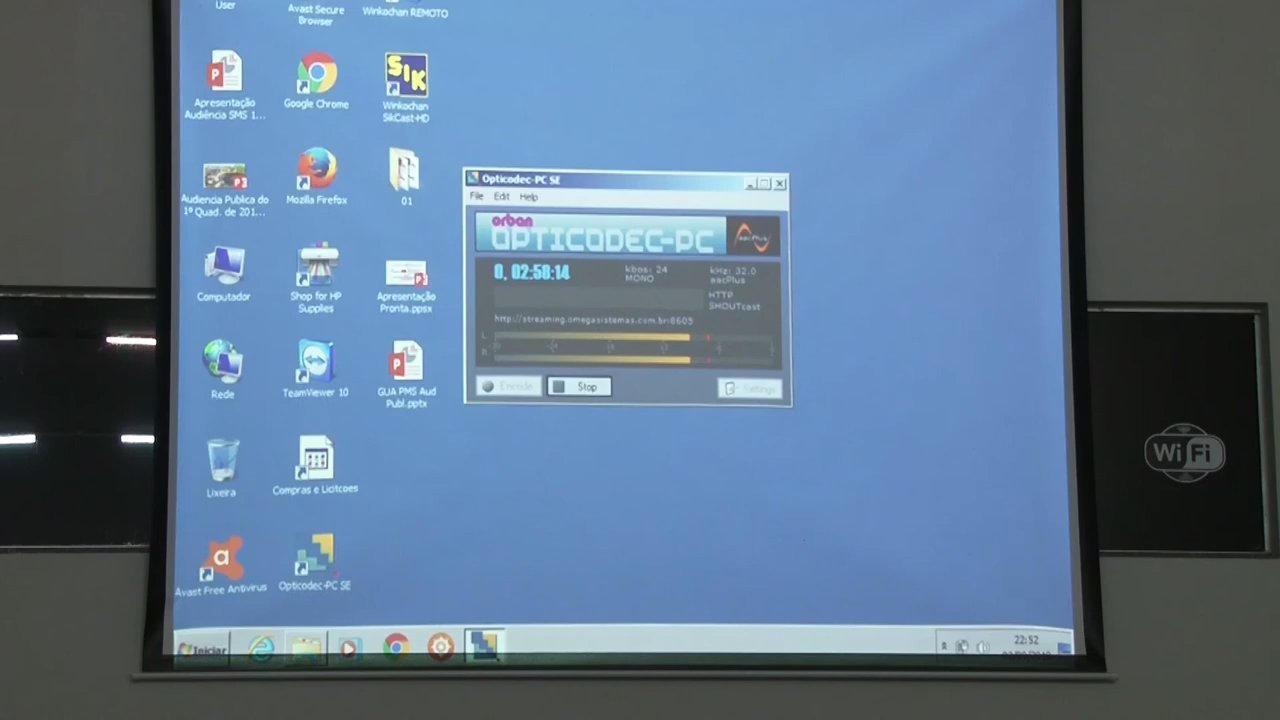 User
Avast Secure
Browser
Winkochan REMOTO
Apresentação
Audiência SMS 1...
Google Chrome
SIK
Winkochan
SikCast-HD
Audiencia Publica do
1º Quad. de 201...
Mozilla Firefox
01
Computador
Shop for HP
Supplies
Apresentação
Pronta.ppsx
Rede
TeamViewer 10
GUA PMS Aud
Publ.pptx
Lixeira
Compras e Licitcoes
Avast Free Antivirus
Opticodec-PC SE
Opticodec-PC SE
File Edit Help
orban
OPTICODEC-PC
aacPlus
0, 02:58:14
kbps: 24
MONO
kHz: 32.0
aacPlus
HTTP
SHOUTcast
http://streaming.omegasistemas.com.br:8605
L
R
Encode
Stop
Settings
Iniciar
22:52
WiFi